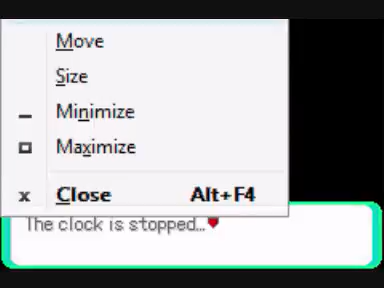 Move
Size
Minimize
Maximize
x Close Alt+F4
The clock is stopped...